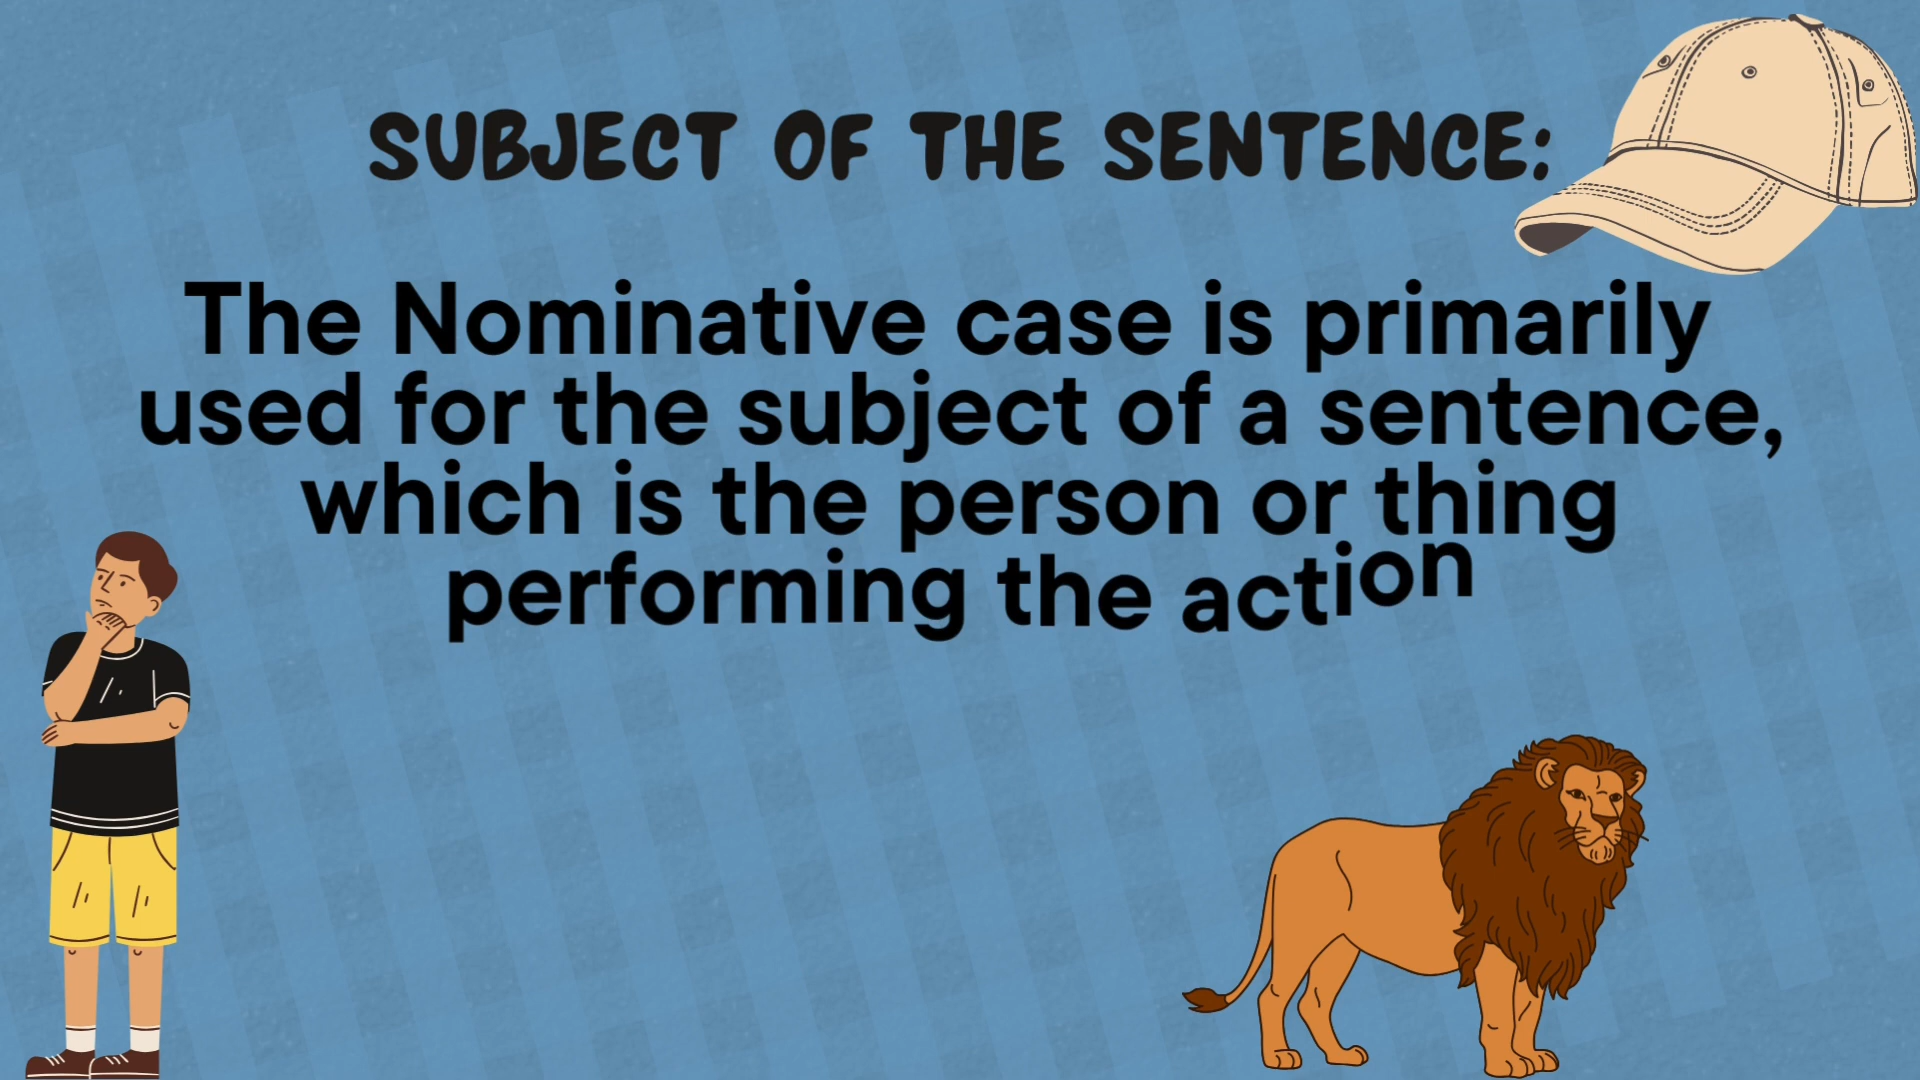 SUBJECT OF THE SENTENCE:
The Nominative case is primarily
used for the subject of a sentence,
which is the person or thing
performing the action